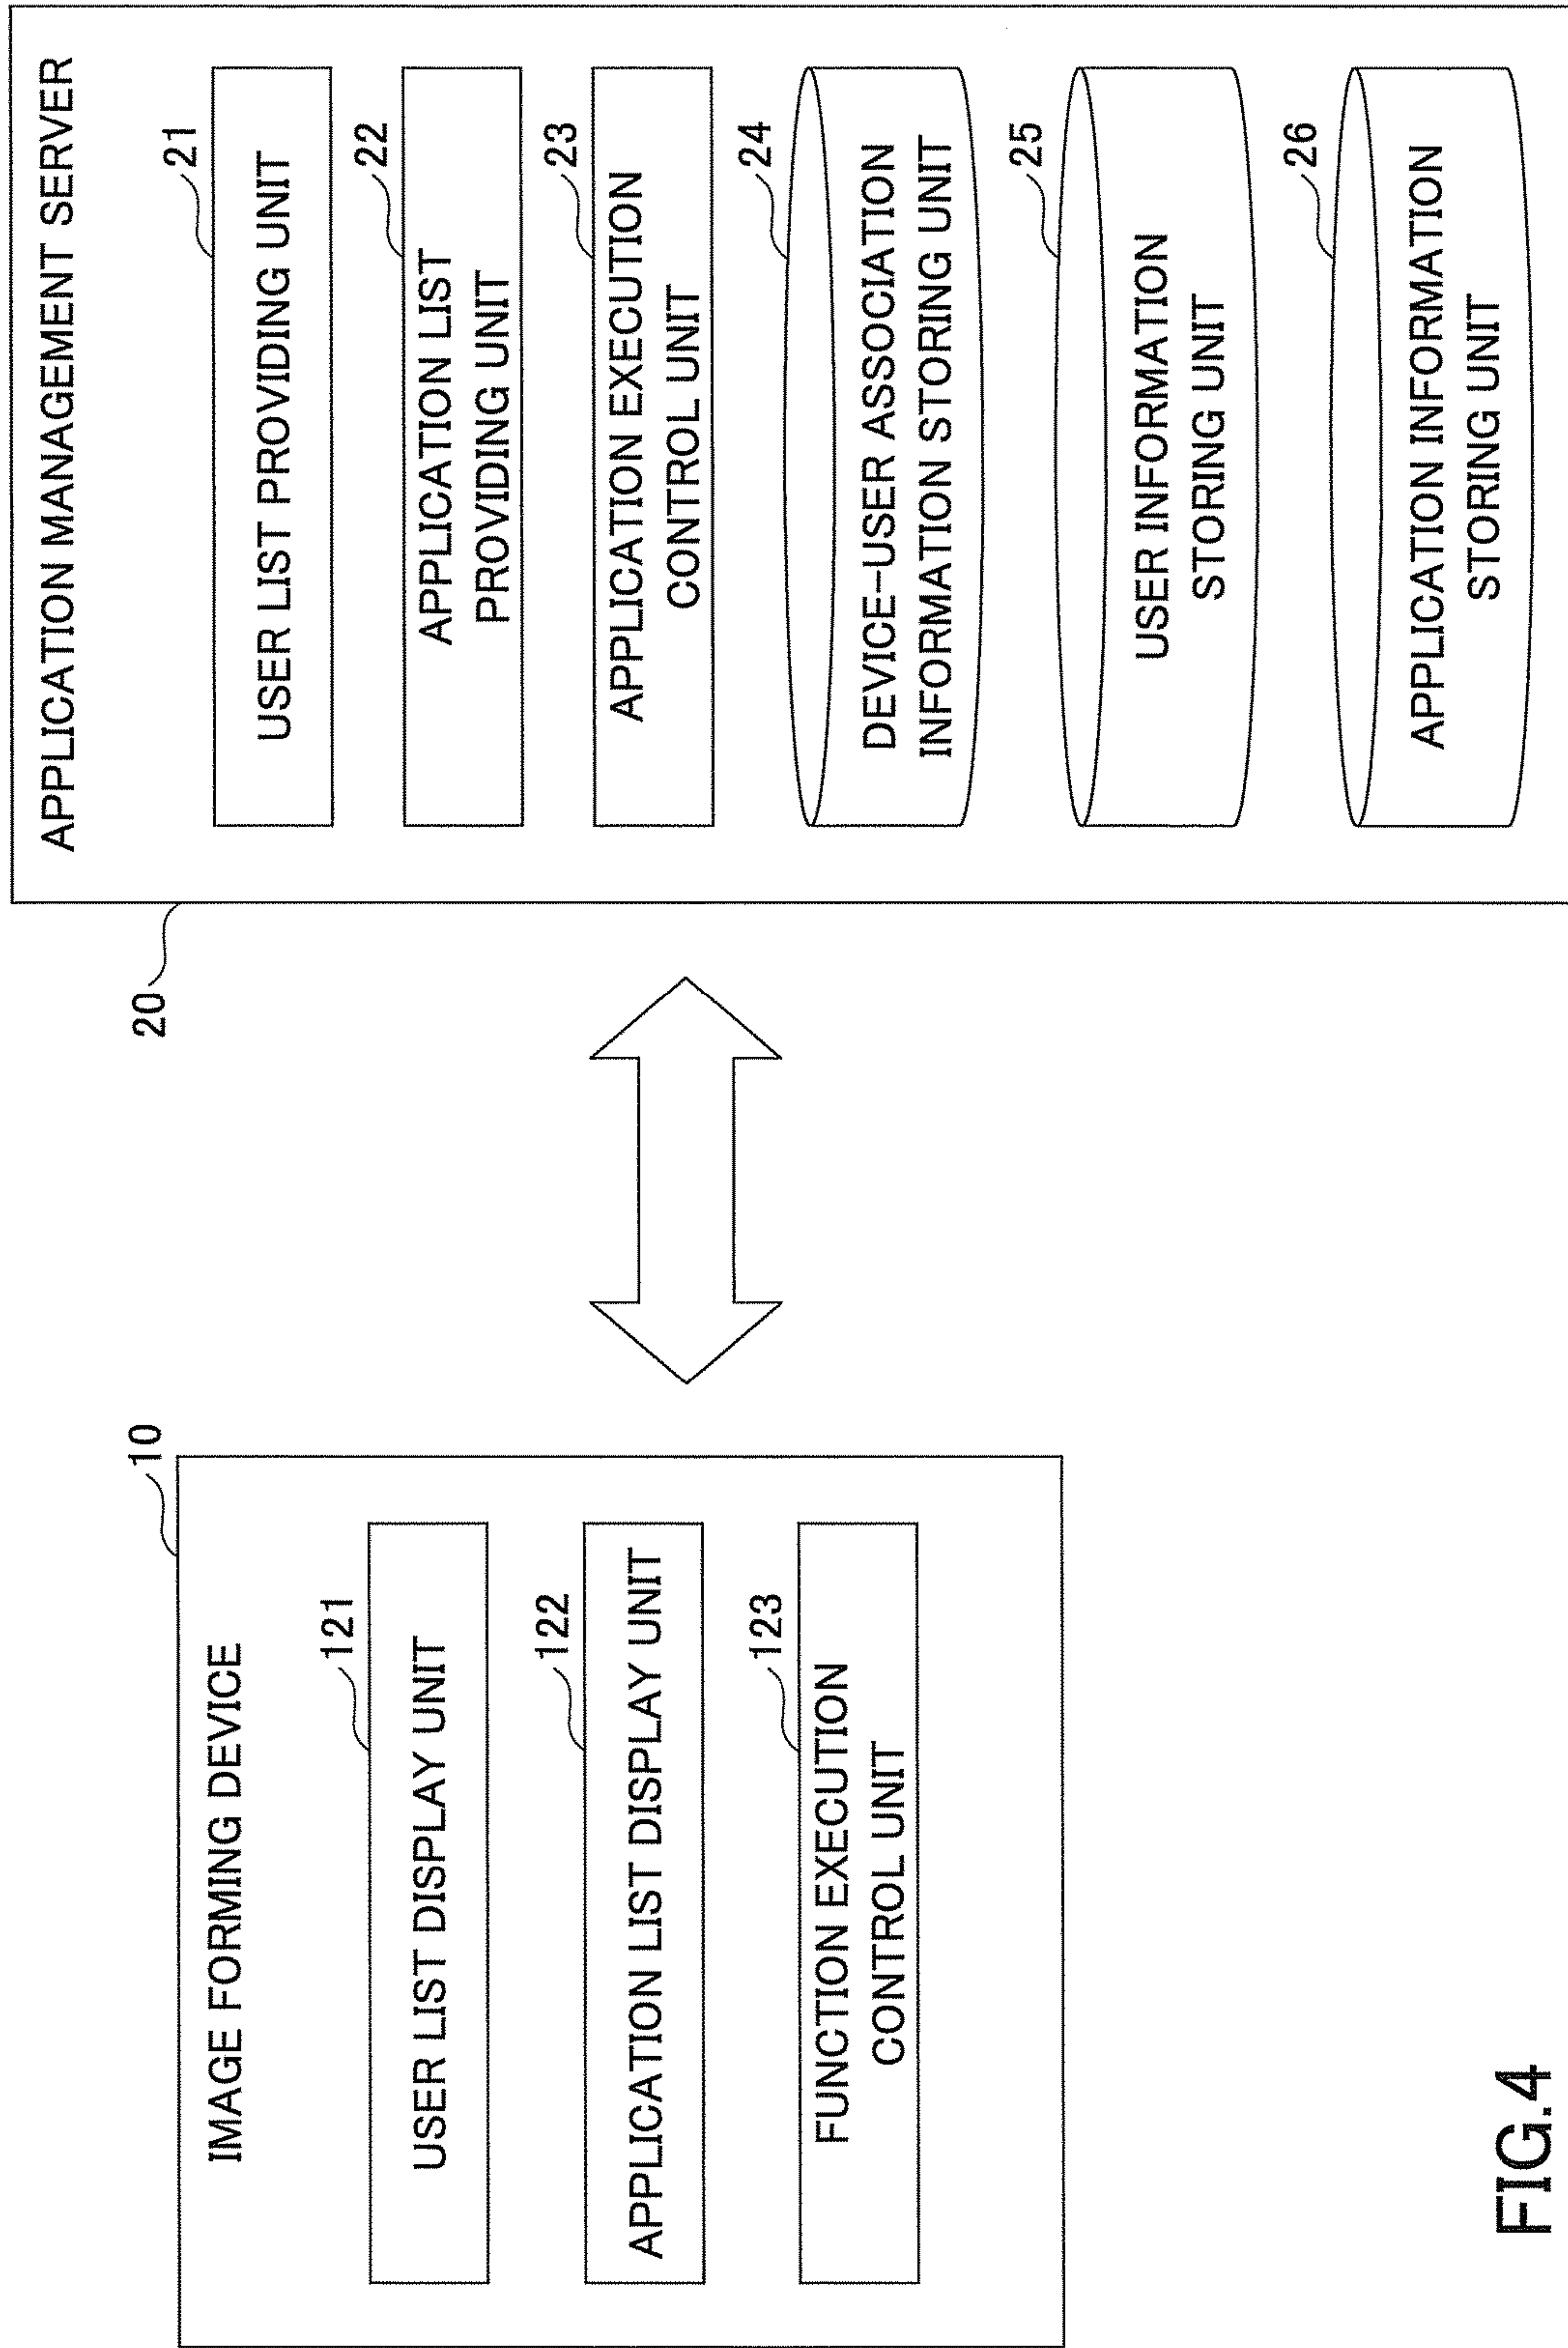 FIG.4
10
IMAGE FORMING DEVICE
121
USER LIST DISPLAY UNIT
122
APPLICATION LIST DISPLAY UNIT
123
FUNCTION EXECUTION
CONTROL UNIT
20
APPLICATION MANAGEMENT SERVER
21
USER LIST PROVIDING UNIT
22
APPLICATION LIST
PROVIDING UNIT
23
APPLICATION EXECUTION
CONTROL UNIT
24
DEVICE-USER ASSOCIATION
INFORMATION STORING UNIT
25
USER INFORMATION
STORING UNIT
26
APPLICATION INFORMATION
STORING UNIT